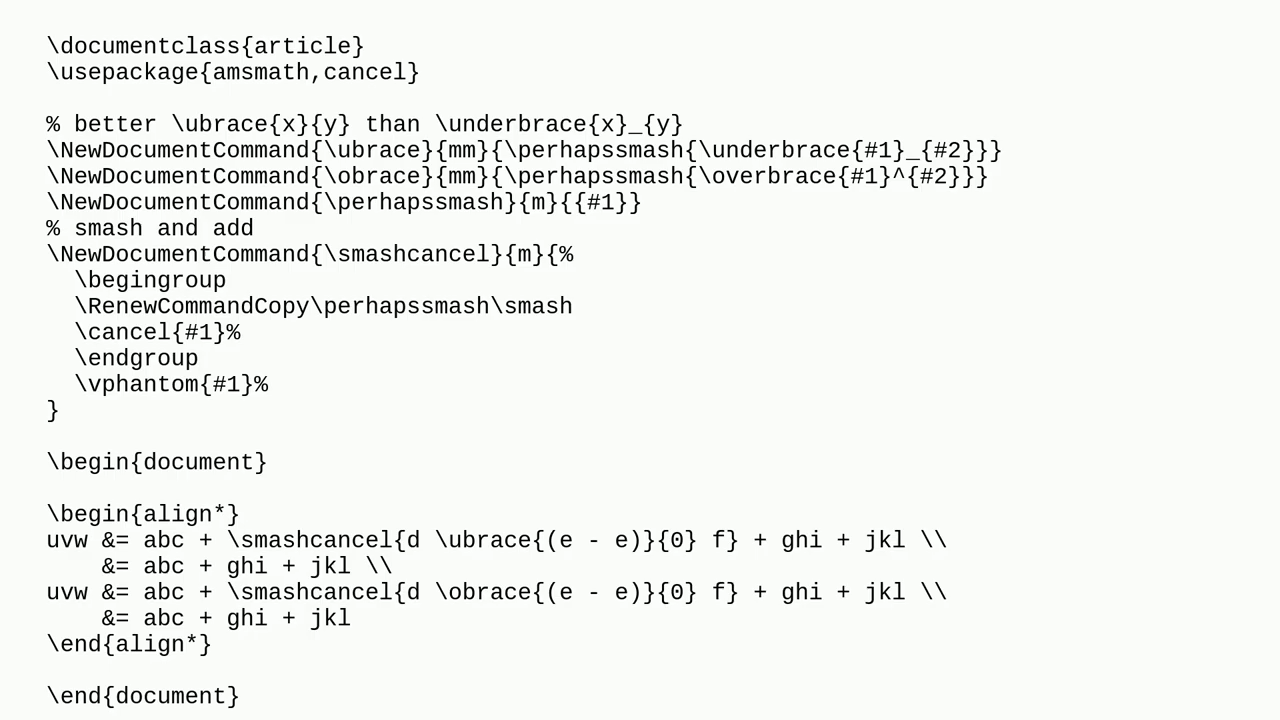 \documentclass{article}
\usepackage{amsmath,cancel}

% better \ubrace{x}{y} than \underbrace{x}_{y}
\NewDocumentCommand{\ubrace}{mm}{\perhapssmash{\underbrace{#1}_{#2}}}
\NewDocumentCommand{\obrace}{mm}{\perhapssmash{\overbrace{#1}^{#2}}}
\NewDocumentCommand{\perhapssmash}{m}{{#1}}
% smash and add
\NewDocumentCommand{\smashcancel}{m}{%
  \begingroup
  \RenewCommandCopy\perhapssmash\smash
  \cancel{#1}%
  \endgroup
  \vphantom{#1}%
}

\begin{document}

\begin{align*}
uvw &= abc + \smashcancel{d \ubrace{(e - e)}{0} f} + ghi + jkl \\
    &= abc + ghi + jkl \\
uvw &= abc + \smashcancel{d \obrace{(e - e)}{0} f} + ghi + jkl \\
    &= abc + ghi + jkl
\end{align*}

\end{document}